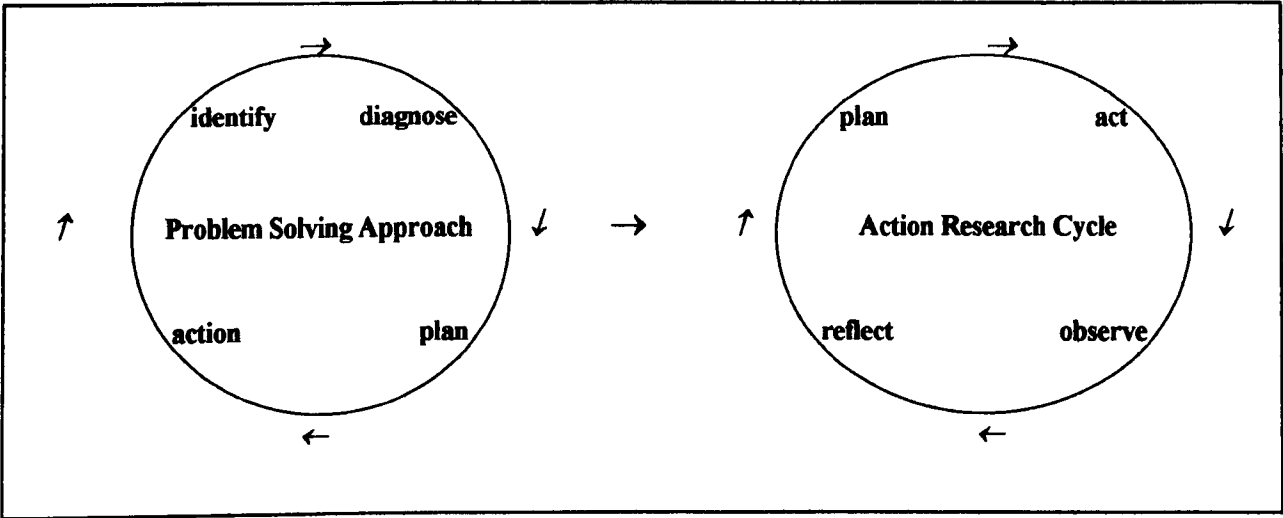 → →
identify diagnose plan act
↑ Problem Solving Approach ↓ → ↑ Action Research Cycle ↓
action plan reflect observe
← ←